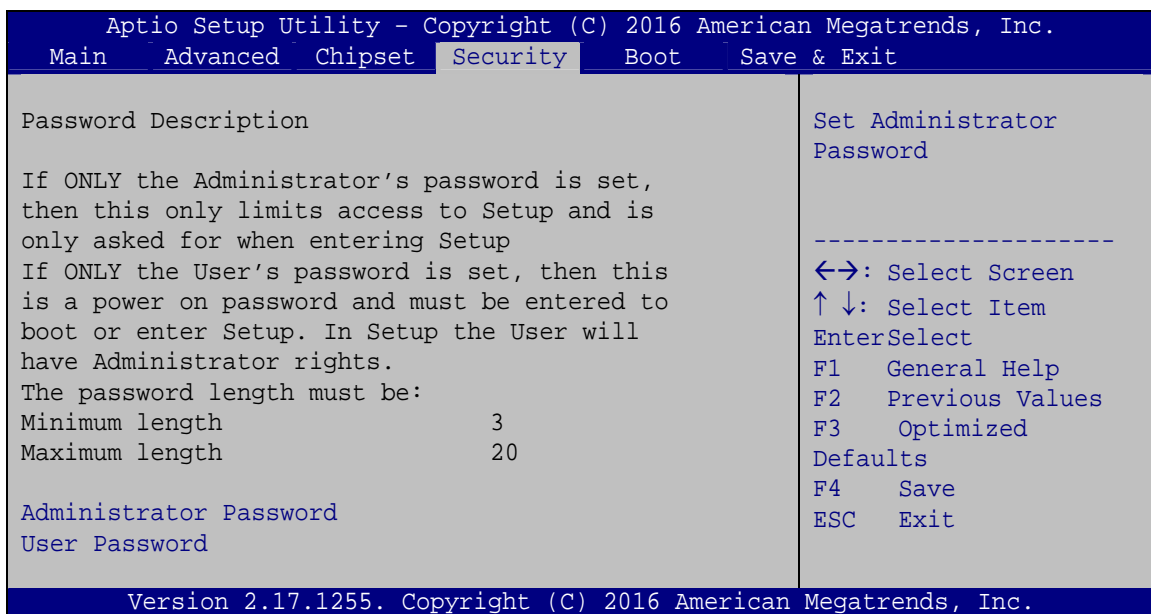 Aptio Setup Utility – Copyright (C) 2016 American Megatrends, Inc.
Main Advanced Chipset Security Boot Save & Exit
Password Description
If ONLY the Administrator’s password is set,
then this only limits access to Setup and is
only asked for when entering Setup
If ONLY the User’s password is set, then this
is a power on password and must be entered to
boot or enter Setup. In Setup the User will
have Administrator rights.
The password length must be:
Minimum length 3
Maximum length 20
Administrator Password
User Password
Set Administrator
Password
---------------------
←→: Select Screen
↑ ↓: Select Item
EnterSelect
F1 General Help
F2 Previous Values
F3 Optimized
Defaults
F4 Save
ESC Exit
Version 2.17.1255. Copyright (C) 2016 American Megatrends, Inc.